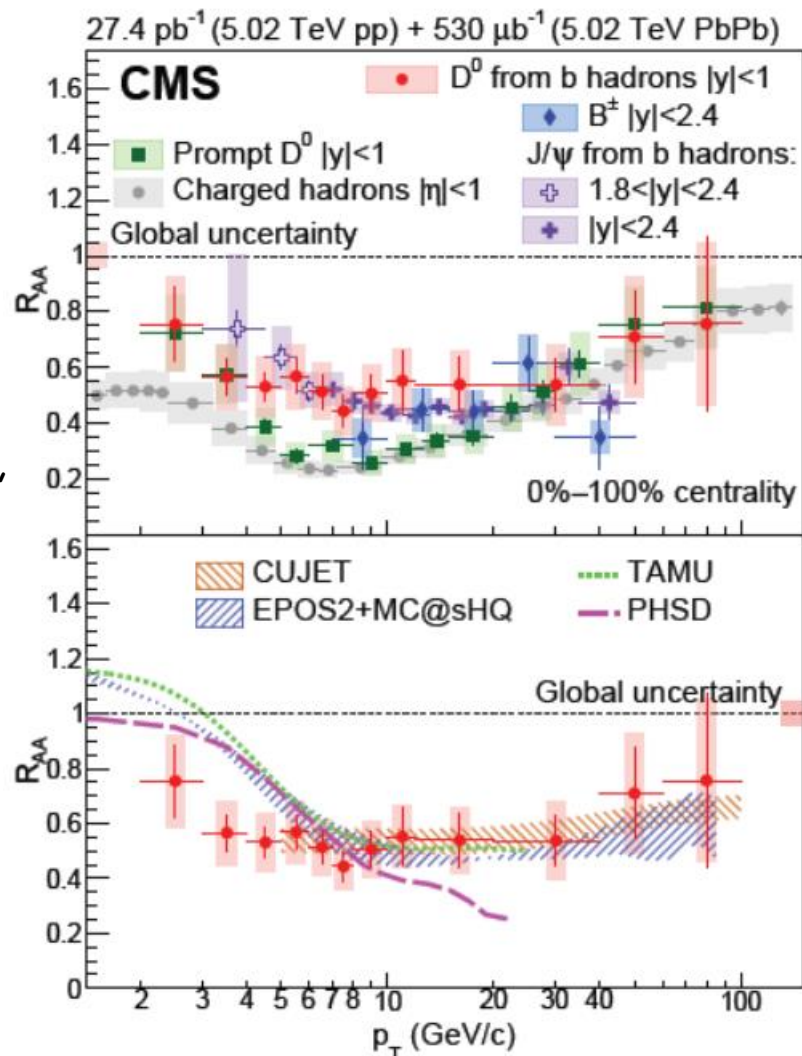 27.4 pb⁻¹ (5.02 TeV pp) + 530 μb⁻¹ (5.02 TeV PbPb)
CMS
D⁰ from b hadrons |y|<1
B± |y|<2.4
Prompt D⁰ |y|<1
J/ψ from b hadrons:
Charged hadrons |η|<1
1.8<|y|<2.4
|y|<2.4
Global uncertainty
1.6
1.4
1.2
1
0.8
0.6
0.4
0.2
R_AA
0%–100% centrality
CUJET
TAMU
EPOS2+MC@sHQ
PHSD
Global uncertainty
1.6
1.4
1.2
1
0.8
0.6
0.4
0.2
0
R_AA
2 3 4 5 6 7 8 10 20 30 40 100
p_T (GeV/c)